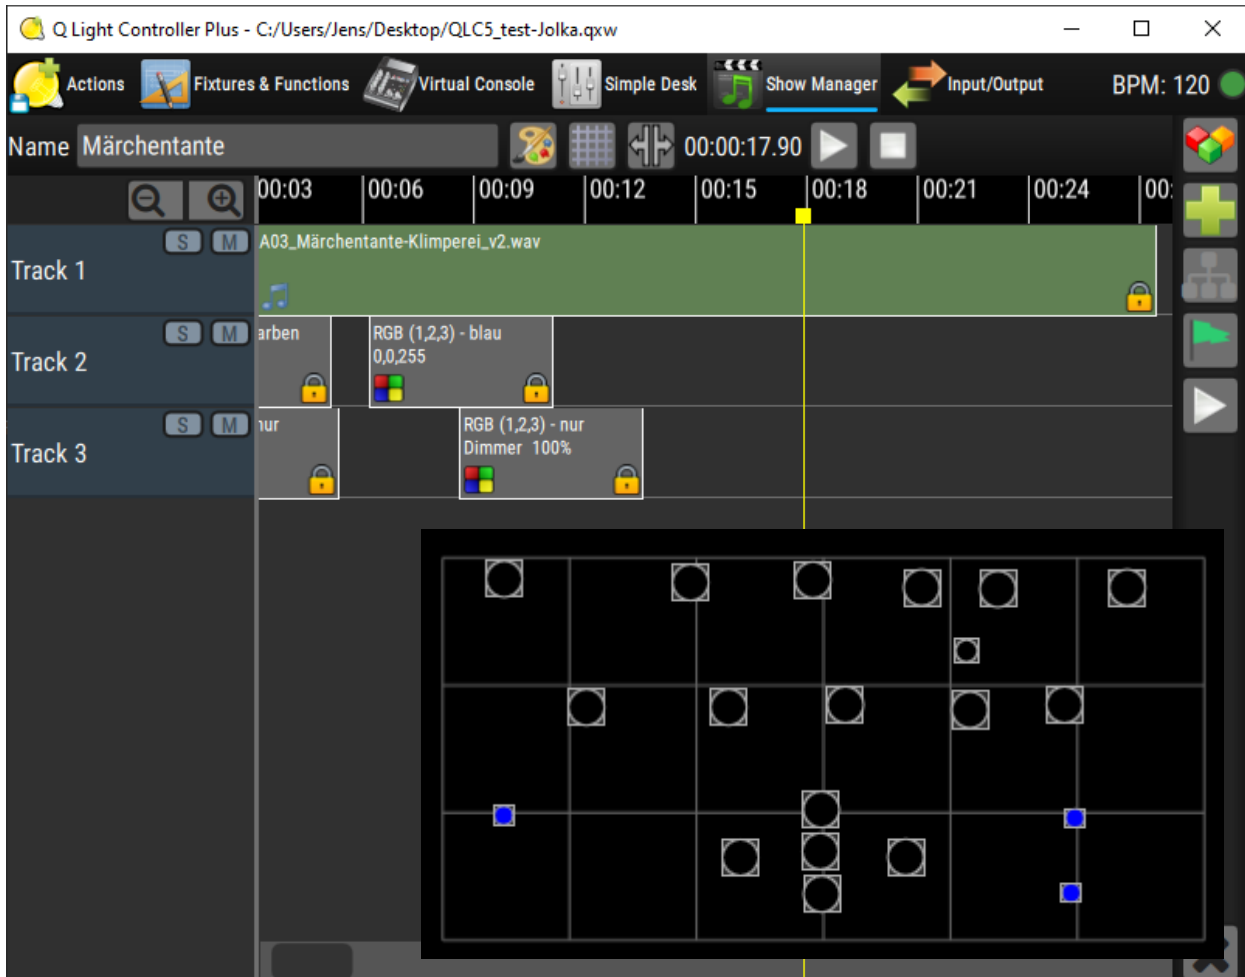 Q Light Controller Plus - C:/Users/Jens/Desktop/QLC5_test-Jolka.qxw
Actions Fixtures & Functions Virtual Console Simple Desk Show Manager Input/Output BPM: 120
Name Märchentante 00:00:17.90
00:03 00:06 00:09 00:12 00:15 00:18 00:21 00:24 00:
S M
A03_Märchentante-Klimperei_v2.wav
Track 1
S M
arben
RGB (1,2,3) - blau
0,0,255
Track 2
S M
nur
RGB (1,2,3) - nur
Dimmer 100%
Track 3